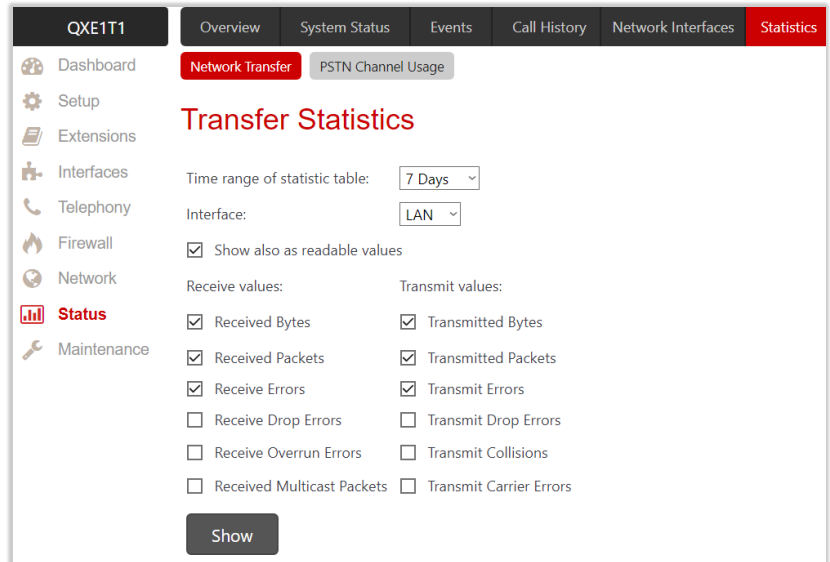 QXE1T1
Overview System Status Events Call History Network Interfaces Statistics
Dashboard
Setup
Extensions
Interfaces
Telephony
Firewall
Network
Status
Maintenance
Network Transfer PSTN Channel Usage
Transfer Statistics
Time range of statistic table: 7 Days
Interface: LAN
Show also as readable values
Receive values: Transmit values:
Received Bytes Transmitted Bytes
Received Packets Transmitted Packets
Receive Errors Transmit Errors
Receive Drop Errors Transmit Drop Errors
Receive Overrun Errors Transmit Collisions
Received Multicast Packets Transmit Carrier Errors
Show